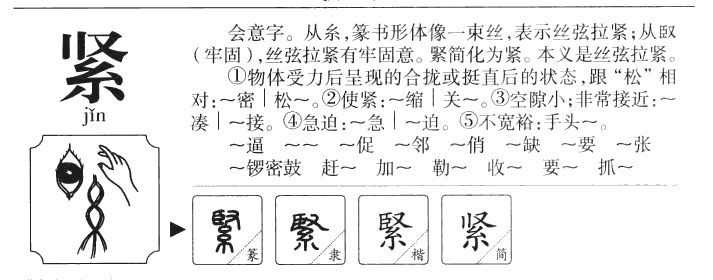 紧
jǐn
会意字。从糸,篆书形体像一束丝,表示丝弦拉紧;从臤
(牢固),丝弦拉紧有牢固意。緊简化为紧。本义是丝弦拉紧。
①物体受力后呈现的合拢或挺直后的状态,跟“松”相
对:～密｜松～。②使紧:～缩｜关～。③空隙小;非常接近:～
凑｜～接。④急迫:～急｜～迫。⑤不宽裕:手头～。
～逼 ～～ ～促 ～邻 ～俏 ～缺 ～要 ～张
～锣密鼓 赶～ 加～ 勒～ 收～ 要～ 抓～
緊 篆 緊 隶 緊 楷 紧 简